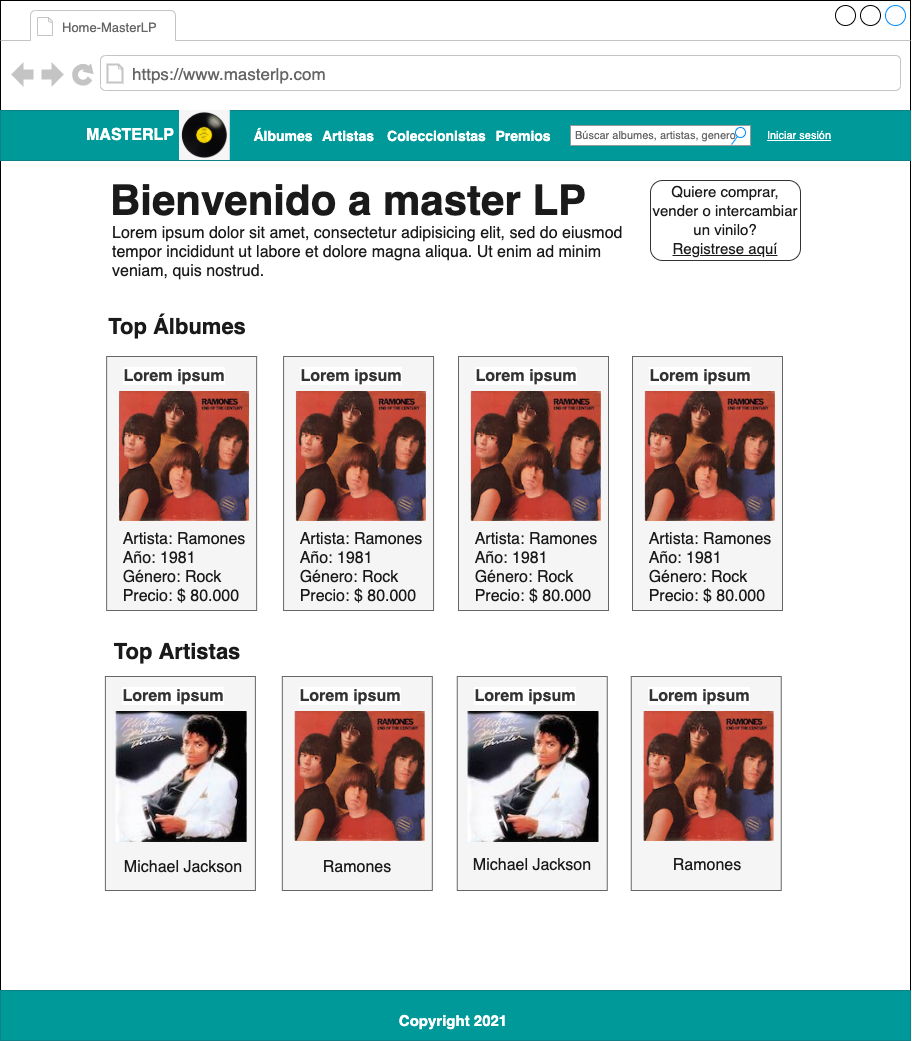 Home-MasterLP
https://www.masterlp.com
MASTERLP Álbumes Artistas Coleccionistas Premios Búscar albumes, artistas, genero Iniciar sesión
Bienvenido a master LP
Lorem ipsum dolor sit amet, consectetur adipisicing elit, sed do eiusmod
tempor incididunt ut labore et dolore magna aliqua. Ut enim ad minim
veniam, quis nostrud.
Quiere comprar,
vender o intercambiar
un vinilo?
Registrese aquí
Top Álbumes
Lorem ipsum
RAMONES
END OF THE CENTURY
Artista: Ramones
Año: 1981
Género: Rock
Precio: $ 80.000
Lorem ipsum
RAMONES
END OF THE CENTURY
Artista: Ramones
Año: 1981
Género: Rock
Precio: $ 80.000
Lorem ipsum
RAMONES
END OF THE CENTURY
Artista: Ramones
Año: 1981
Género: Rock
Precio: $ 80.000
Lorem ipsum
RAMONES
END OF THE CENTURY
Artista: Ramones
Año: 1981
Género: Rock
Precio: $ 80.000
Top Artistas
Lorem ipsum
Michael
Jackson
Thriller
Michael Jackson
Lorem ipsum
RAMONES
END OF THE CENTURY
Ramones
Lorem ipsum
Michael
Jackson
Thriller
Michael Jackson
Lorem ipsum
RAMONES
END OF THE CENTURY
Ramones
Copyright 2021